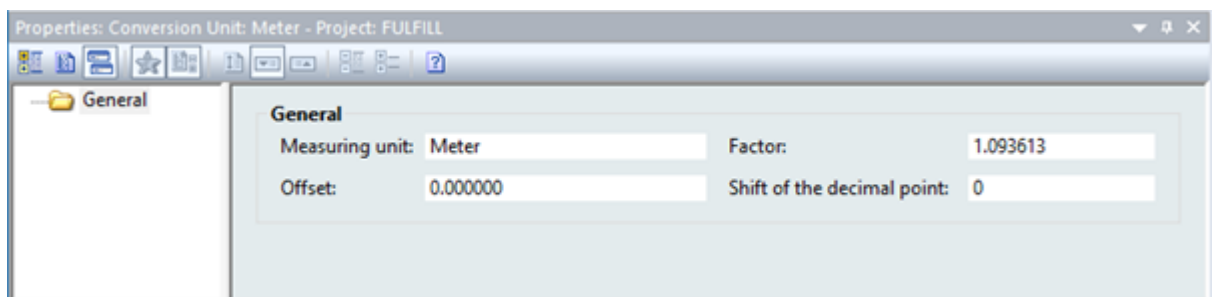 Properties: Conversion Unit: Meter - Project: FULFILL
General
General
Measuring unit: Meter Factor: 1.093613
Offset: 0.000000 Shift of the decimal point: 0